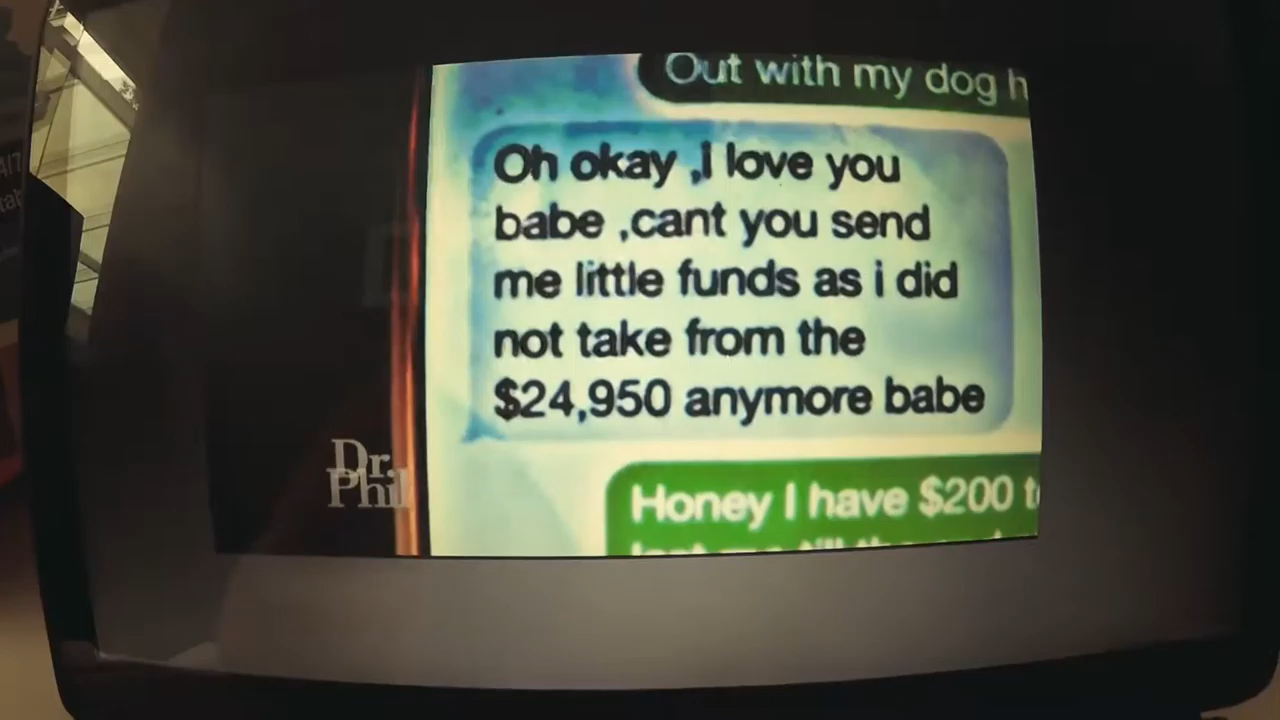 Out with my dog h
Oh okay ,I love you
babe ,cant you send
me little funds as i did
not take from the
$24,950 anymore babe
Dr.
Phil
Honey I have $200 t